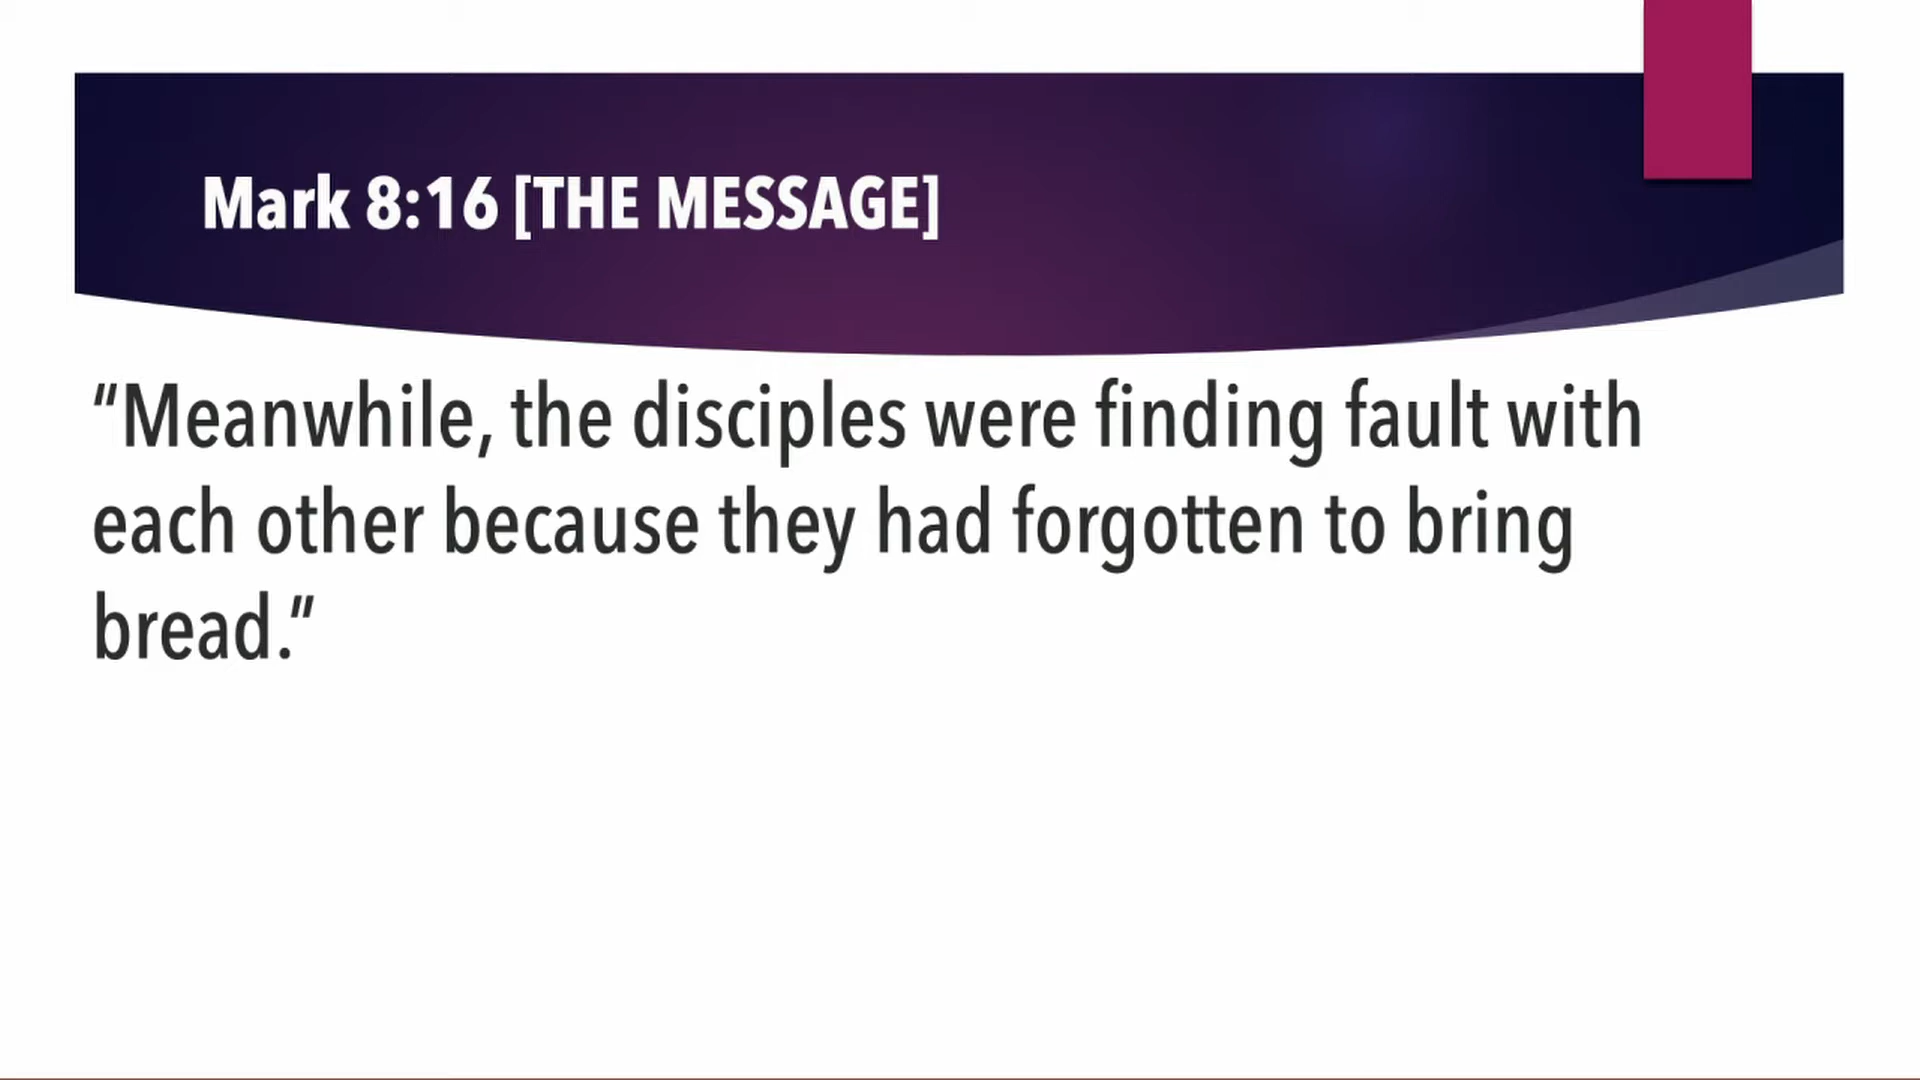 Mark 8:16 [THE MESSAGE]
“Meanwhile, the disciples were finding fault with
each other because they had forgotten to bring
bread.”